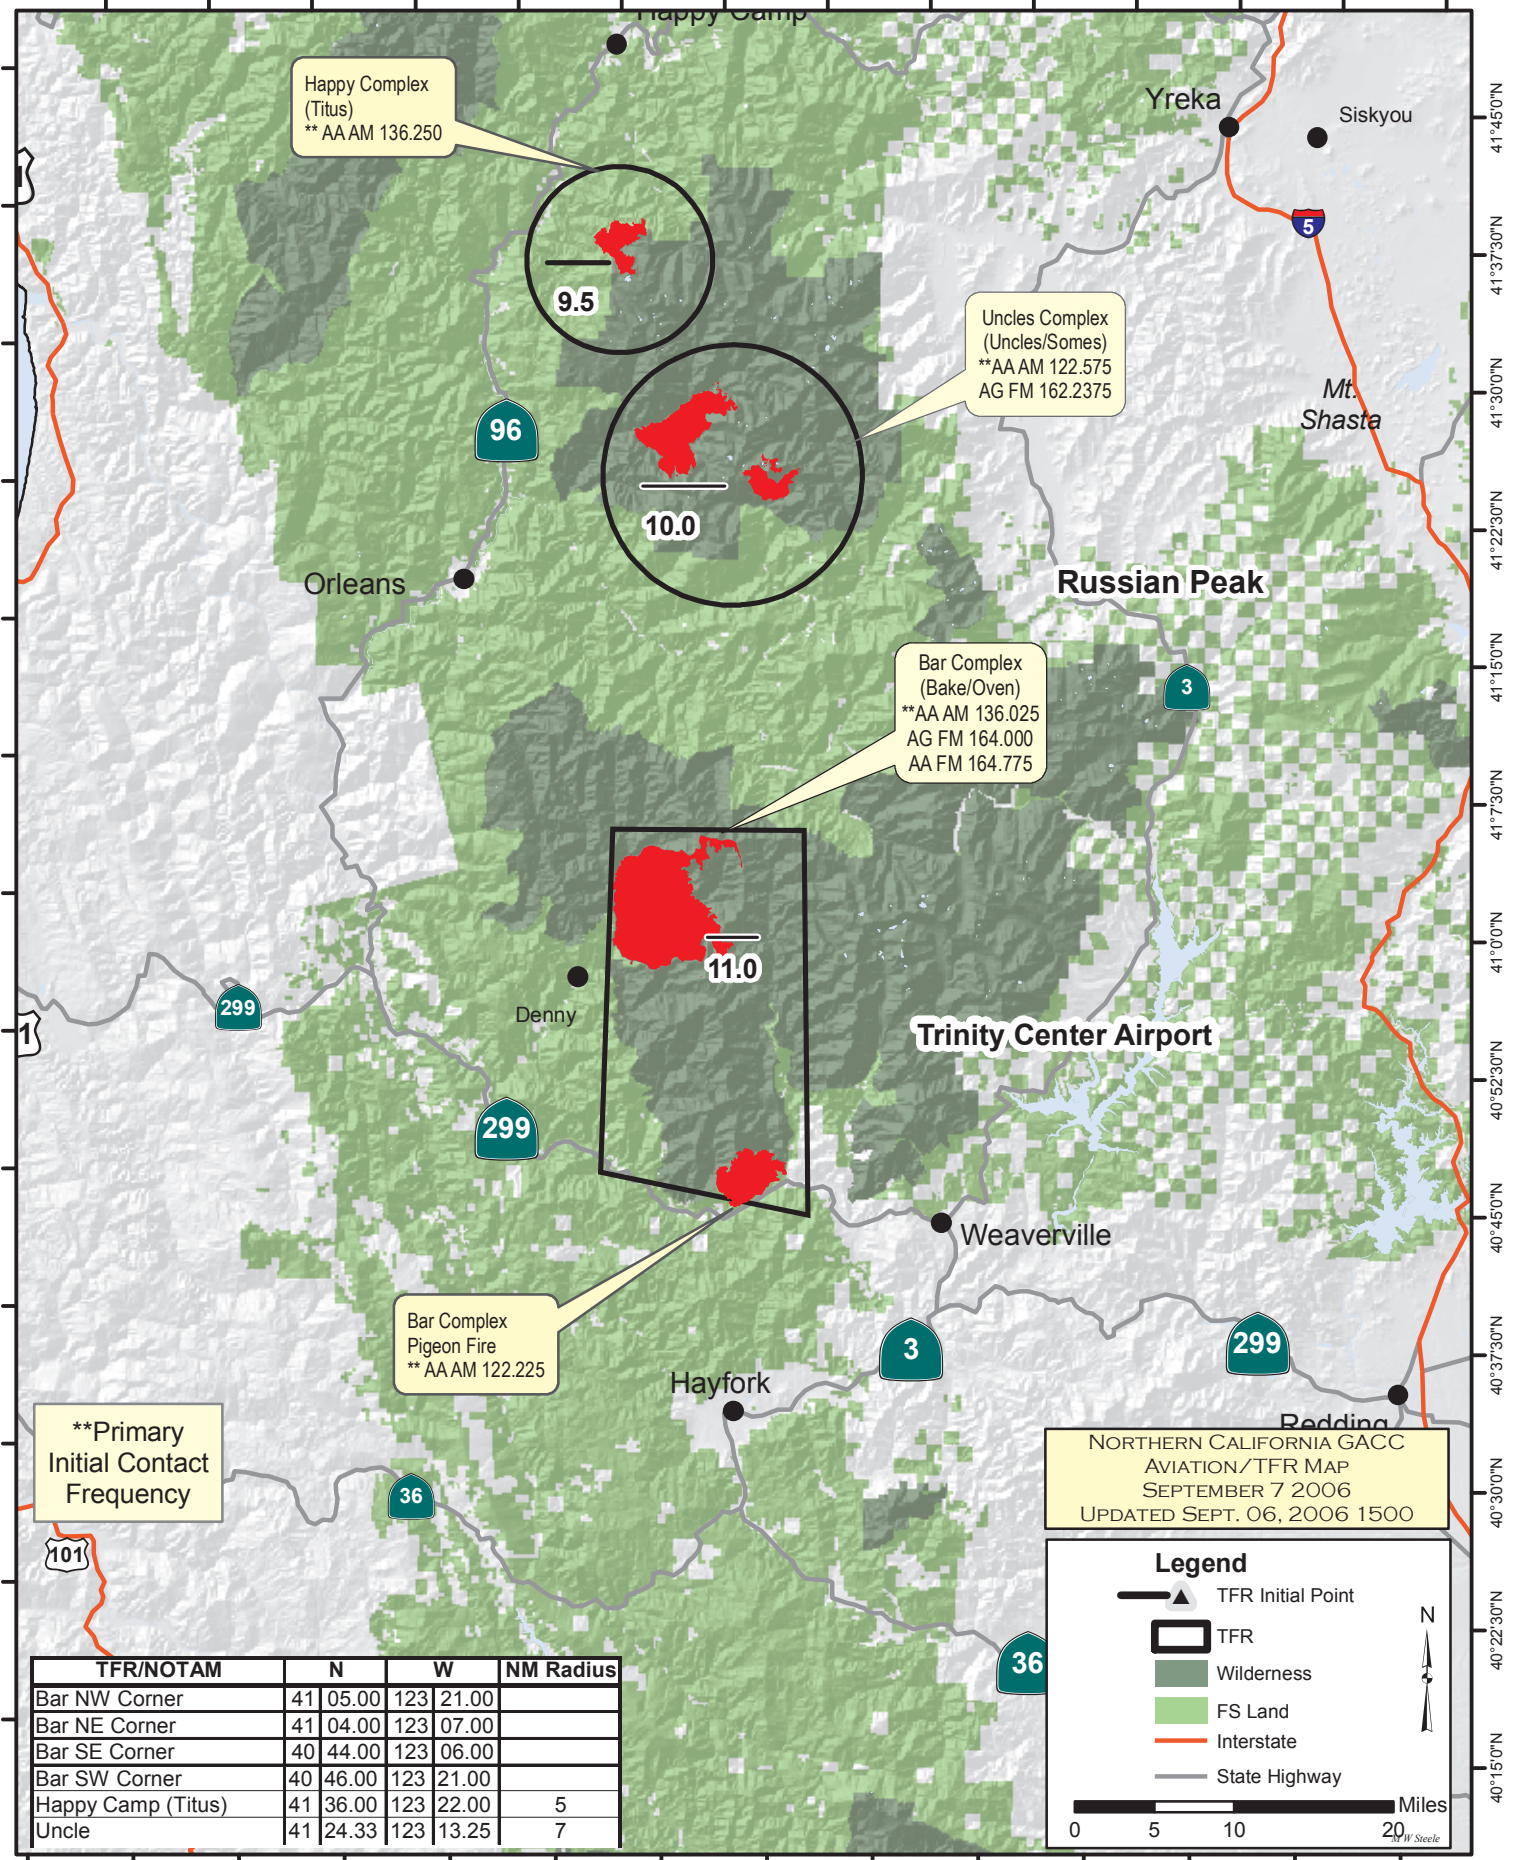 Happy Camp
Happy Complex
(Titus)
** AA AM 136.250
Yreka
Siskyou
5
9.5
Uncles Complex
(Uncles/Somes)
**AA AM 122.575
AG FM 162.2375
Mt.
Shasta
96
10.0
Orleans
Russian Peak
Bar Complex
(Bake/Oven)
**AA AM 136.025
AG FM 164.000
AA FM 164.775
3
11.0
Denny
299
1
Trinity Center Airport
299
Weaverville
Bar Complex
Pigeon Fire
** AA AM 122.225
3
299
Hayfork
Redding
**Primary
Initial Contact
Frequency
36
101
36
41°45'0"N
41°37'30"N
41°30'0"N
41°22'30"N
41°15'0"N
41°7'30"N
41°0'0"N
40°52'30"N
40°45'0"N
40°37'30"N
40°30'0"N
40°22'30"N
40°15'0"N
NORTHERN CALIFORNIA GACC
AVIATION/TFR MAP
SEPTEMBER 7 2006
UPDATED SEPT. 06, 2006 1500
Legend
TFR Initial Point
TFR
Wilderness
FS Land
Interstate
State Highway
N
Miles
0 5 10 20
M W Steele
TFR/NOTAM N W NM Radius
Bar NW Corner 41 05.00 123 21.00
Bar NE Corner 41 04.00 123 07.00
Bar SE Corner 40 44.00 123 06.00
Bar SW Corner 40 46.00 123 21.00
Happy Camp (Titus) 41 36.00 123 22.00 5
Uncle 41 24.33 123 13.25 7